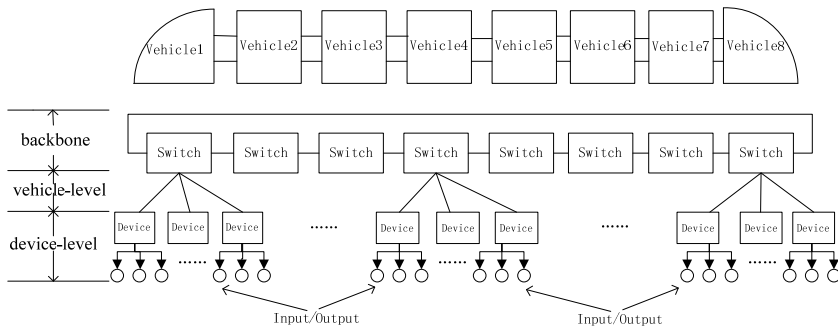 Vehicle1 Vehicle2 Vehicle3 Vehicle4 Vehicle5 Vehicle6 Vehicle7 Vehicle8
backbone
Switch Switch Switch Switch Switch Switch Switch Switch
vehicle-level
device-level
Device Device Device ...... Device Device Device ...... Device Device Device
...... ...... ......
Input/Output Input/Output